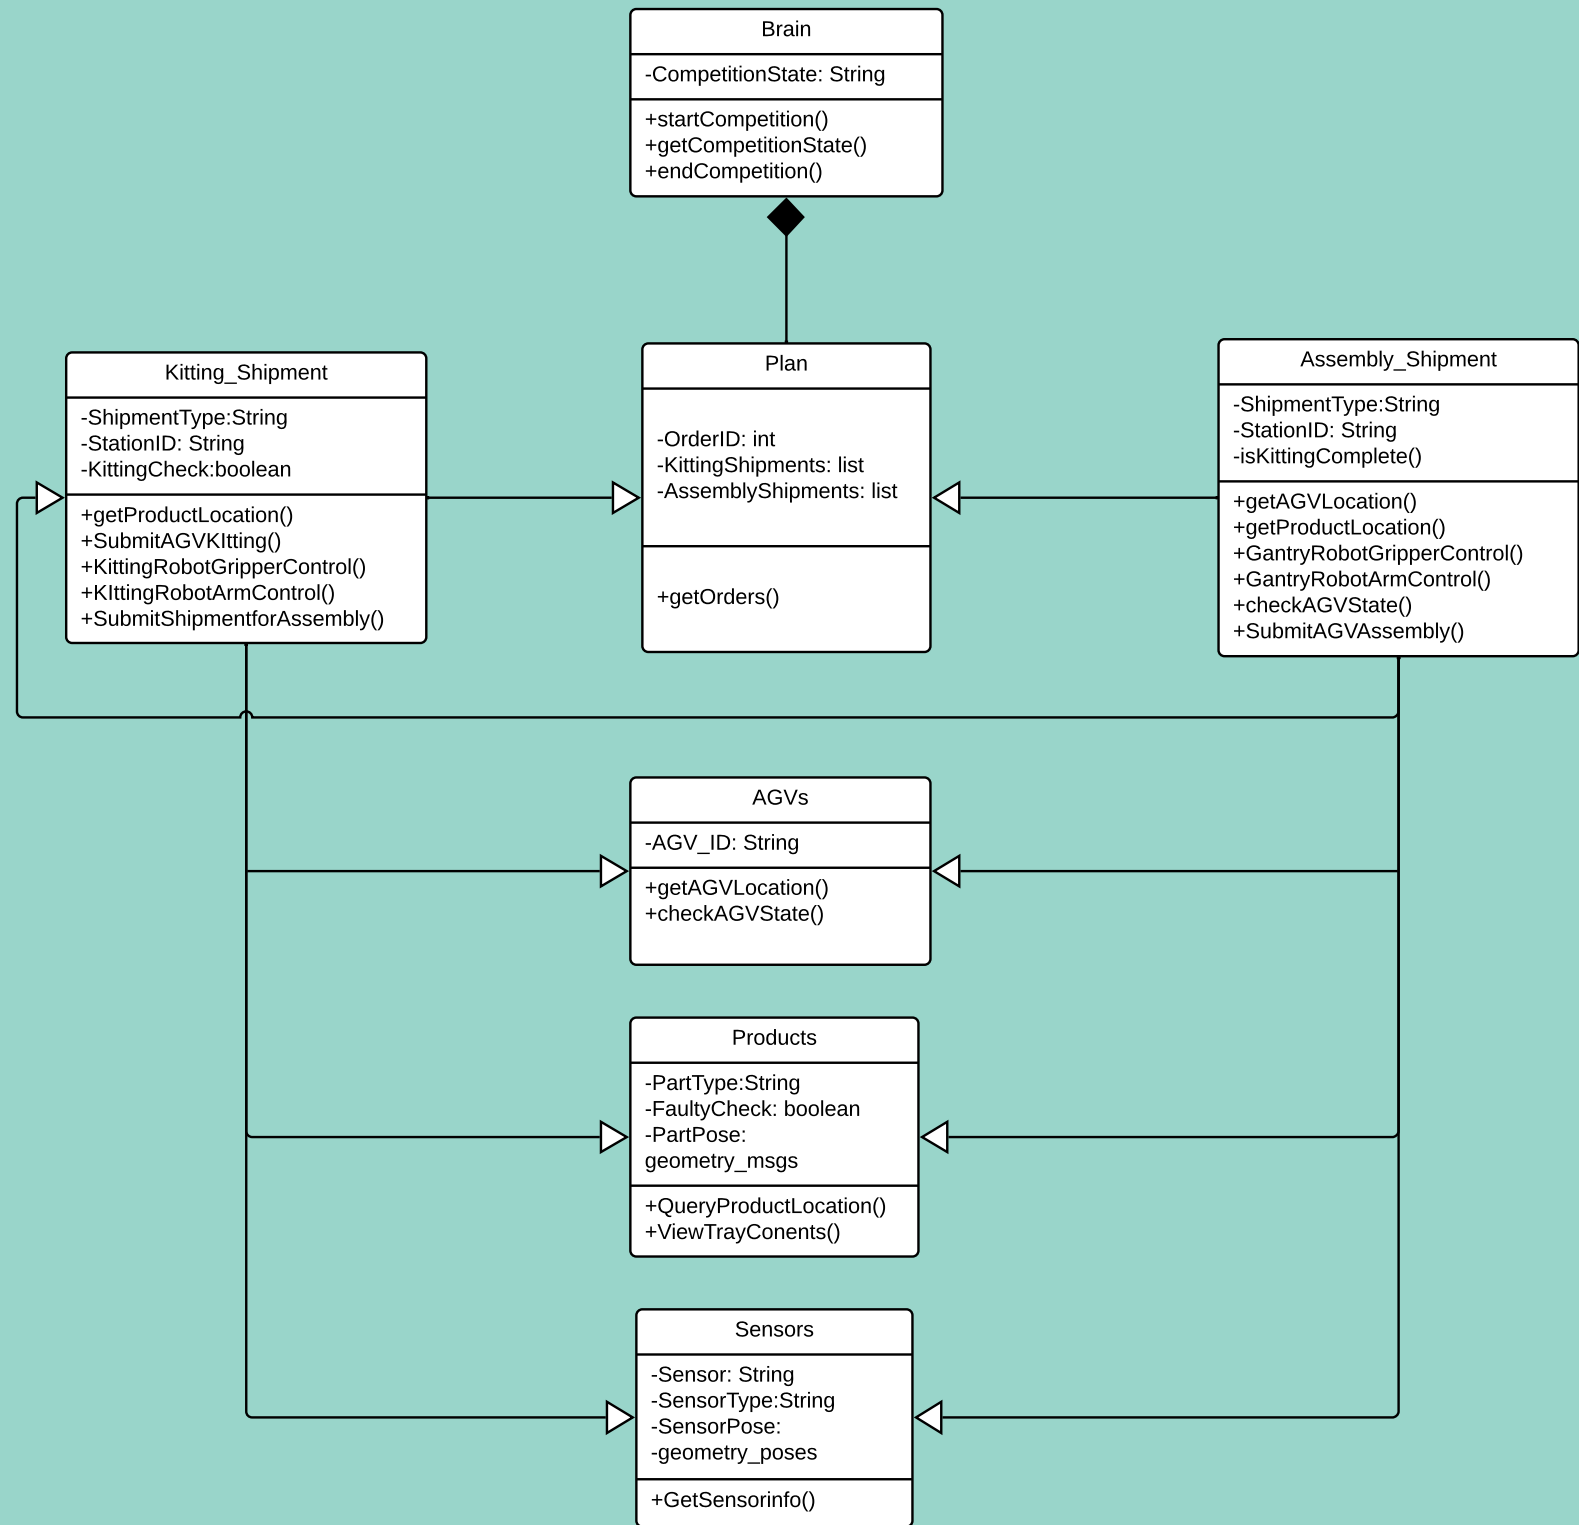 Brain
-CompetitionState: String
+startCompetition()
+getCompetitionState()
+endCompetition()
Kitting_Shipment
-ShipmentType:String
-StationID: String
-KittingCheck:boolean
+getProductLocation()
+SubmitAGVKItting()
+KittingRobotGripperControl()
+KIttingRobotArmControl()
+SubmitShipmentforAssembly()
Plan
-OrderID: int
-KittingShipments: list
-AssemblyShipments: list
+getOrders()
Assembly_Shipment
-ShipmentType:String
-StationID: String
-isKittingComplete()
+getAGVLocation()
+getProductLocation()
+GantryRobotGripperControl()
+GantryRobotArmControl()
+checkAGVState()
+SubmitAGVAssembly()
AGVs
-AGV_ID: String
+getAGVLocation()
+checkAGVState()
Products
-PartType:String
-FaultyCheck: boolean
-PartPose:
geometry_msgs
+QueryProductLocation()
+ViewTrayConents()
Sensors
-Sensor: String
-SensorType:String
-SensorPose:
-geometry_poses
+GetSensorinfo()